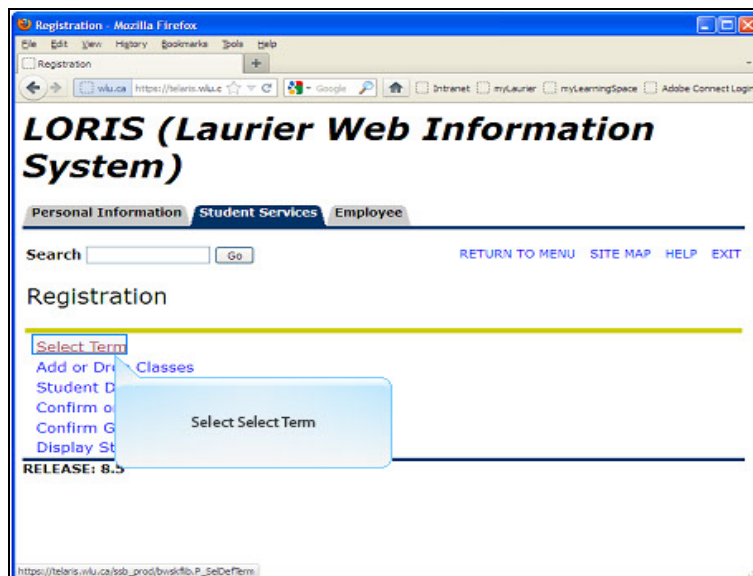 Registration - Mozilla Firefox
File Edit View History Bookmarks Tools Help
Registration +
wlu.ca https://telaris.wlu.c Google Intranet myLaurier myLearningSpace Adobe Connect Login
LORIS (Laurier Web Information
System)
Personal Information Student Services Employee
Search Go RETURN TO MENU SITE MAP HELP EXIT
Registration
Select Term
Add or Drop Classes
Student D
Confirm o
Confirm G
Display St
Select Select Term
RELEASE: 8.5
https://telaris.wlu.ca/ssb_prod/bwskflib.P_SelDefTerm